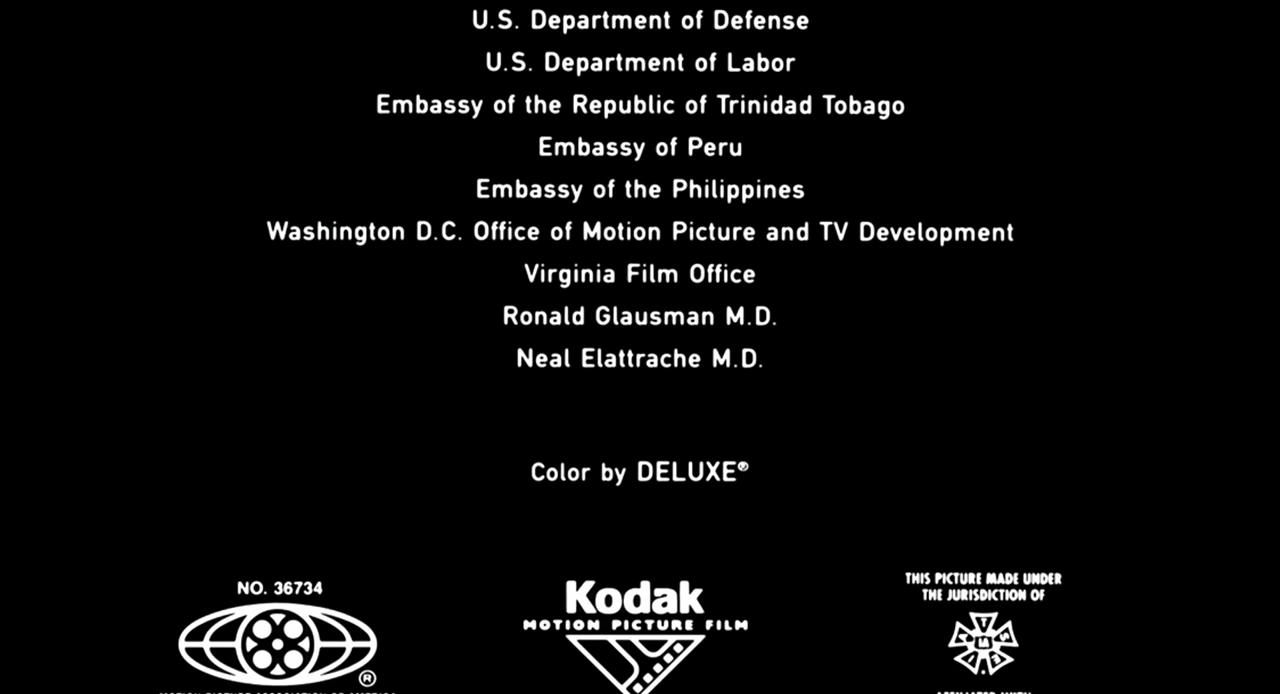 U.S. Department of Defense
U.S. Department of Labor
Embassy of the Republic of Trinidad Tobago
Embassy of Peru
Embassy of the Philippines
Washington D.C. Office of Motion Picture and TV Development
Virginia Film Office
Ronald Glausman M.D.
Neal Elattrache M.D.
Color by DELUXE®
NO. 36734
®
Kodak
MOTION PICTURE FILM
THIS PICTURE MADE UNDER
THE JURISDICTION OF
IATSE